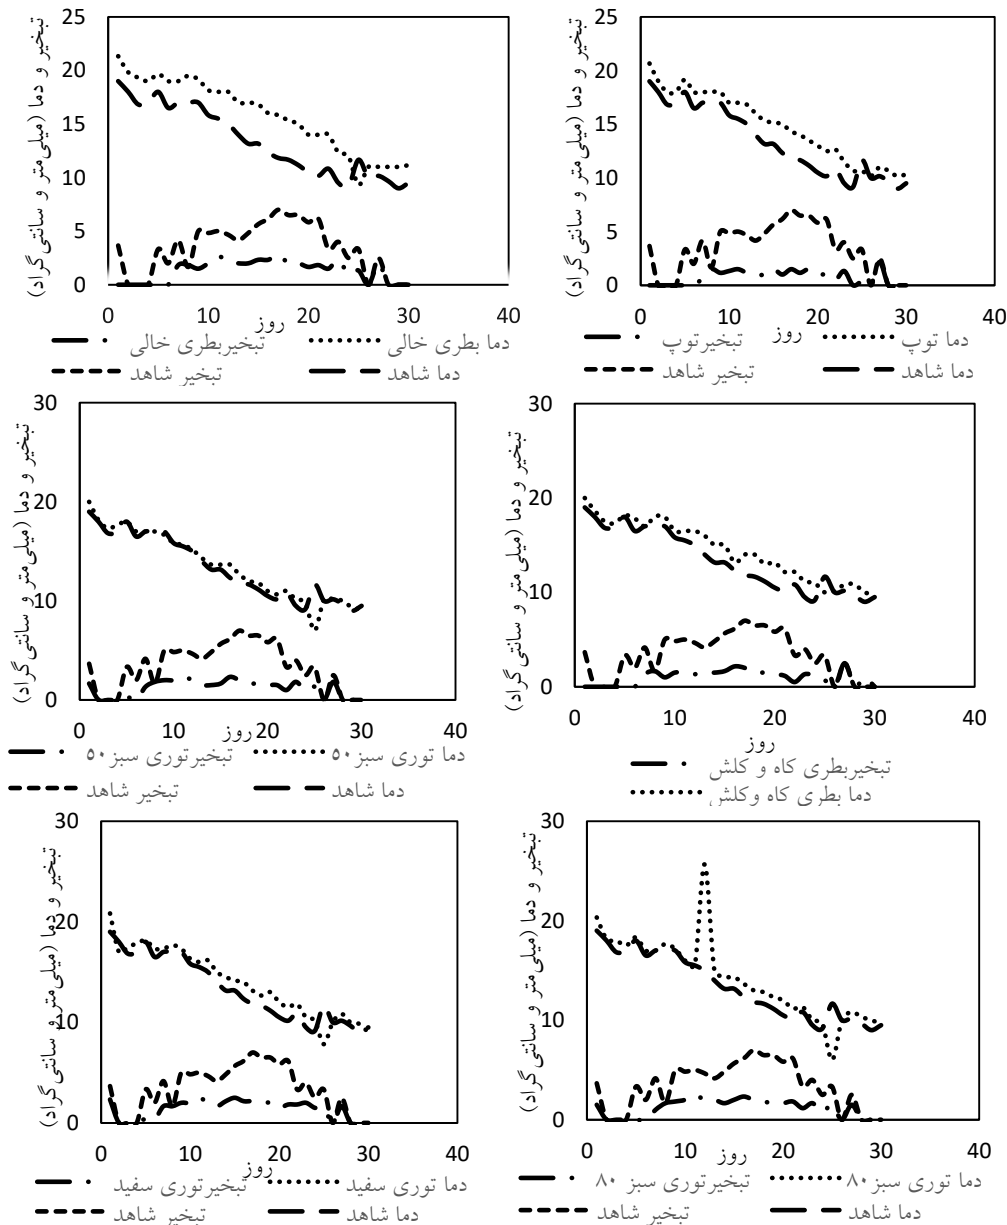 تبخیر و دما (میلی‌متر و سانتی‌گراد)
25
20
15
10
5
0
0 10 20 30 40
روز
تبخیربطری خالی
دما بطری خالی
تبخیر شاهد
دما شاهد
تبخیر و دما (میلی‌متر و سانتی‌گراد)
25
20
15
10
5
0
0 10 20 30 40
روز
تبخیرتوپ
دما توپ
تبخیر شاهد
دما شاهد
تبخیر و دما (میلی‌متر و سانتی‌گراد)
30
20
10
0
0 10 20 30 40
روز
تبخیرتوری سبز۵۰
دما توری سبز۵۰
تبخیر شاهد
دما شاهد
تبخیر و دما (میلی‌متر و سانتی‌گراد)
30
20
10
0
0 10 20 30 40
روز
تبخیربطری کاه و کلش
دما بطری کاه وکلش
تبخیر و دما (میلی‌متر و سانتی‌گراد)
30
20
10
0
0 10 20 30 40
روز
تبخیرتوری سفید
دما توری سفید
تبخیر شاهد
دما شاهد
تبخیر و دما (میلی‌متر و سانتی‌گراد)
30
20
10
0
0 10 20 30 40
روز
تبخیرتوری سبز ۸۰
دما توری سبز۸۰
تبخیر شاهد
دما شاهد